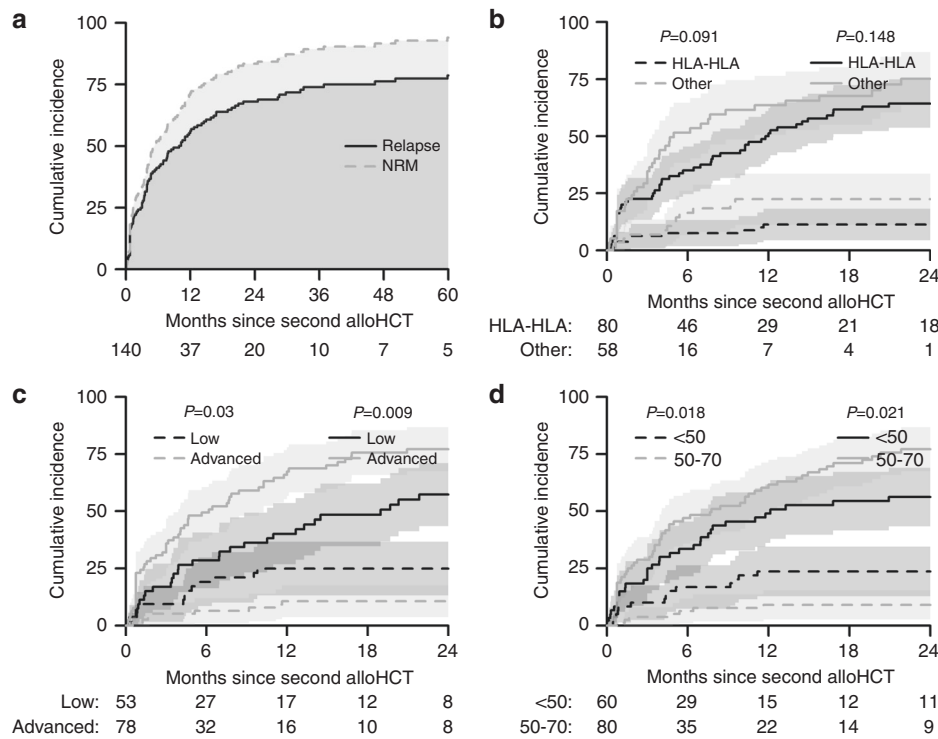 a
100
75
50
25
0
Cumulative incidence
Relapse
NRM
0 12 24 36 48 60
Months since second alloHCT
140 37 20 10 7 5
b
100
75
50
25
0
Cumulative incidence
P=0.091 P=0.148
HLA-HLA HLA-HLA
Other Other
0 6 12 18 24
Months since second alloHCT
HLA-HLA: 80 46 29 21 18
Other: 58 16 7 4 1
c
100
75
50
25
0
Cumulative incidence
P=0.03 P=0.009
Low Low
Advanced Advanced
0 6 12 18 24
Months since second alloHCT
Low: 53 27 17 12 8
Advanced: 78 32 16 10 8
d
100
75
50
25
0
Cumulative incidence
P=0.018 P=0.021
<50 <50
50-70 50-70
0 6 12 18 24
Months since second alloHCT
<50: 60 29 15 12 11
50-70: 80 35 22 14 9